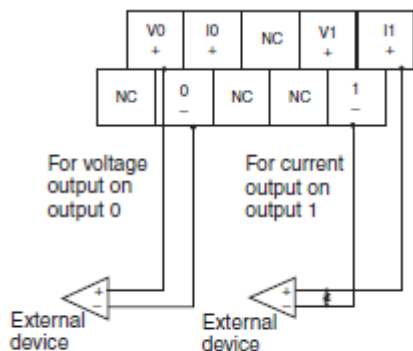 V0 I0 NC V1 I1
+ + + +
NC 0 NC NC 1
– –
For voltage
output on
output 0
For current
output on
output 1
+
–
+
–
External
device
External
device